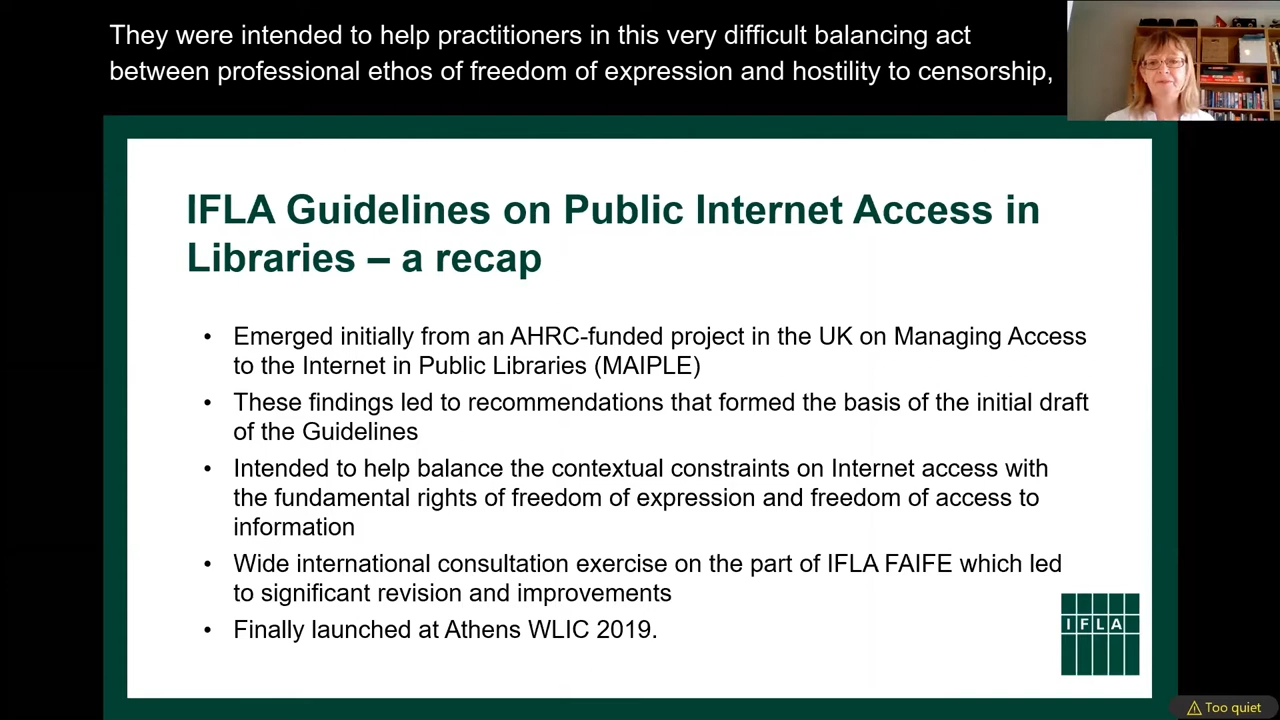 They were intended to help practitioners in this very difficult balancing act
between professional ethos of freedom of expression and hostility to censorship,
IFLA Guidelines on Public Internet Access in
Libraries – a recap
• Emerged initially from an AHRC-funded project in the UK on Managing Access
to the Internet in Public Libraries (MAIPLE)
• These findings led to recommendations that formed the basis of the initial draft
of the Guidelines
• Intended to help balance the contextual constraints on Internet access with
the fundamental rights of freedom of expression and freedom of access to
information
• Wide international consultation exercise on the part of IFLA FAIFE which led
to significant revision and improvements
• Finally launched at Athens WLIC 2019.
IFLA
Too quiet